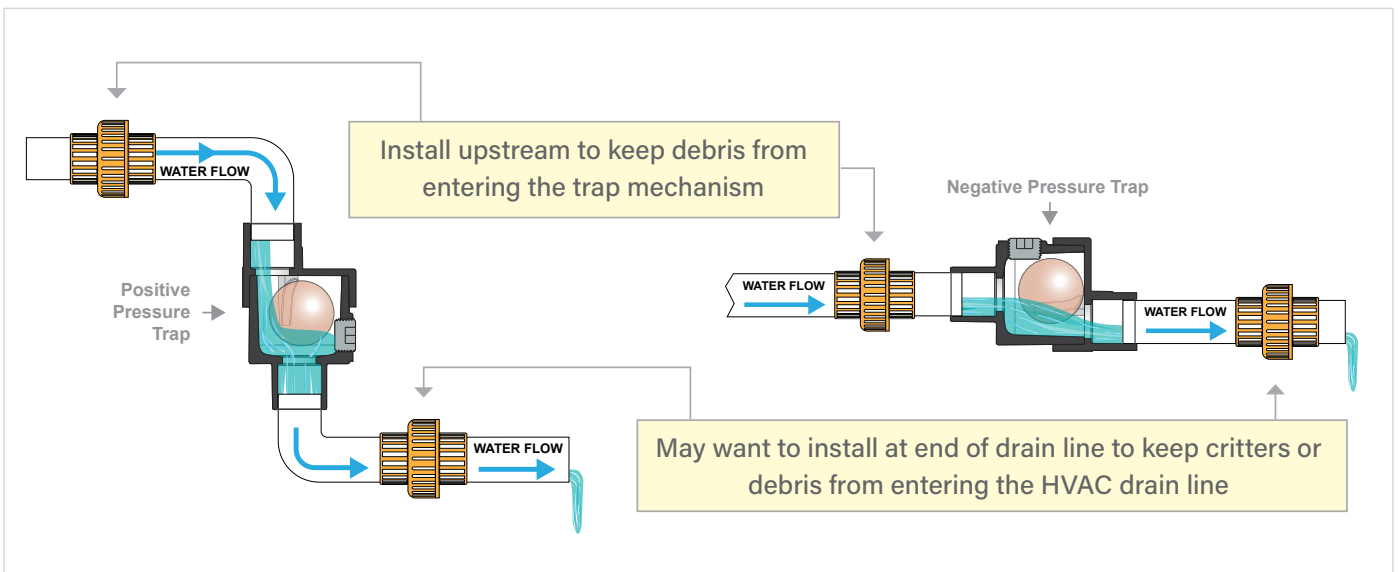 Install upstream to keep debris from
entering the trap mechanism
WATER FLOW
Positive
Pressure
Trap
WATER FLOW
Negative Pressure Trap
WATER FLOW
WATER FLOW
May want to install at end of drain line to keep critters or
debris from entering the HVAC drain line